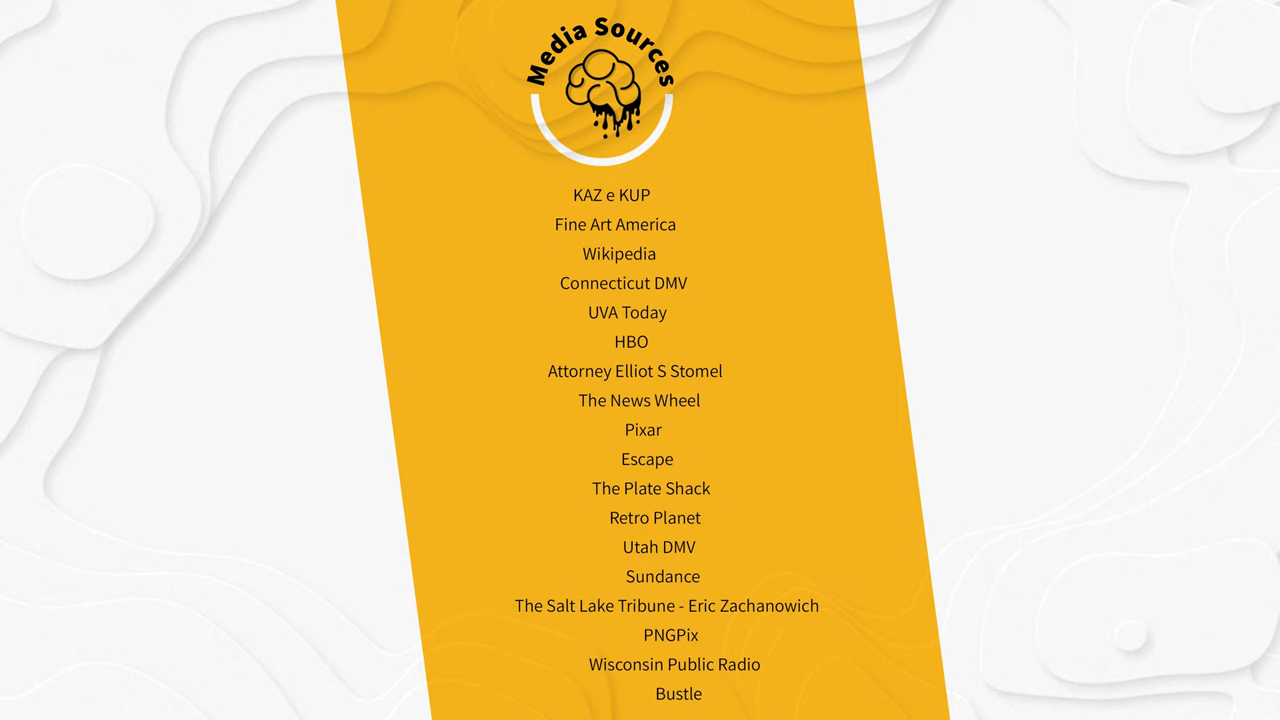 Media Sources
KAZ e KUP
Fine Art America
Wikipedia
Connecticut DMV
UVA Today
HBO
Attorney Elliot S Stomel
The News Wheel
Pixar
Escape
The Plate Shack
Retro Planet
Utah DMV
Sundance
The Salt Lake Tribune - Eric Zachanowich
PNGPix
Wisconsin Public Radio
Bustle